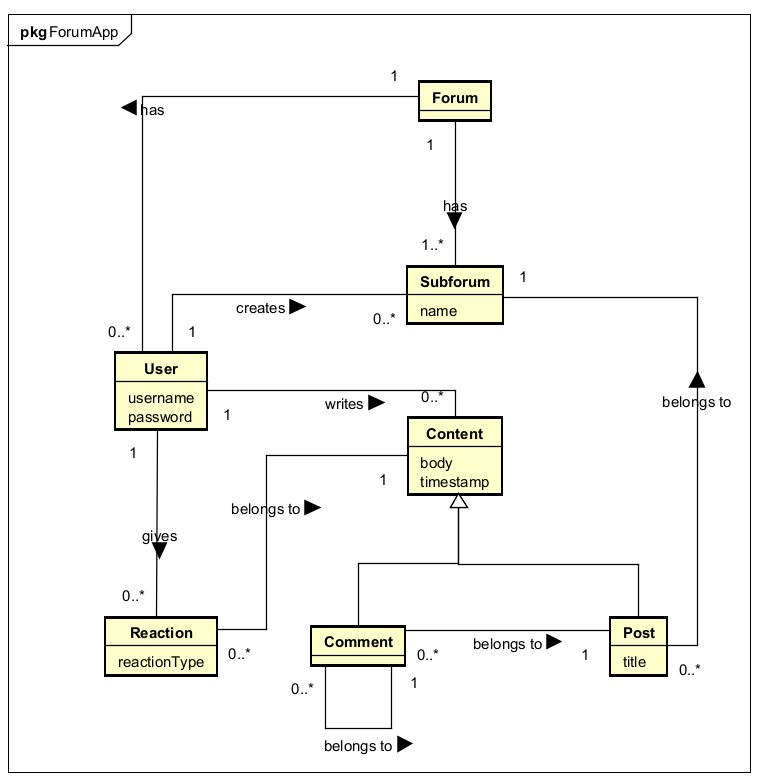 pkg ForumApp
1
Forum
has
1
has
1..*
Subforum
name
1
creates
0..*
0..*
1
User
username
password
1
writes
0..*
belongs to
Content
body
timestamp
1
1
belongs to
gives
0..*
Reaction
reactionType
0..*
Comment
0..*
belongs to
1
Post
title
0..*
0..*
1
belongs to